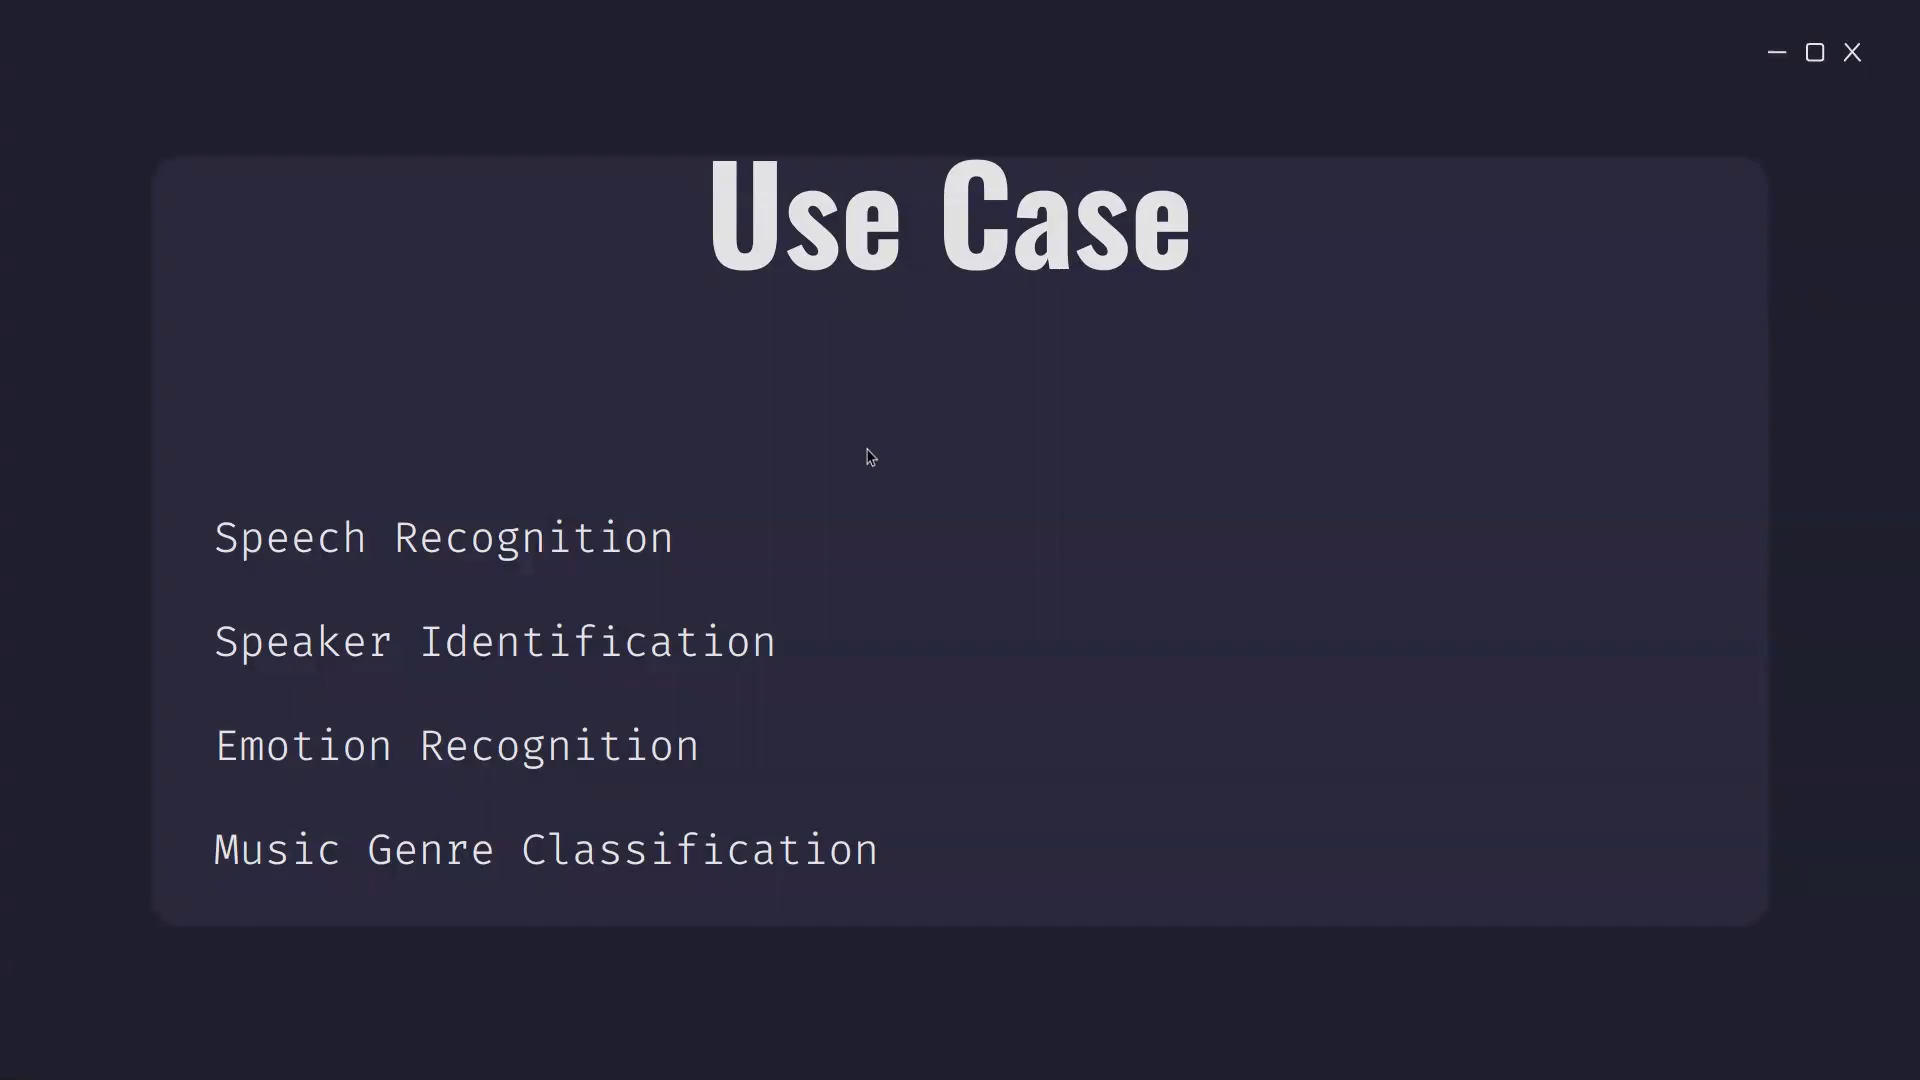 Use Case
Speech Recognition
Speaker Identification
Emotion Recognition
Music Genre Classification